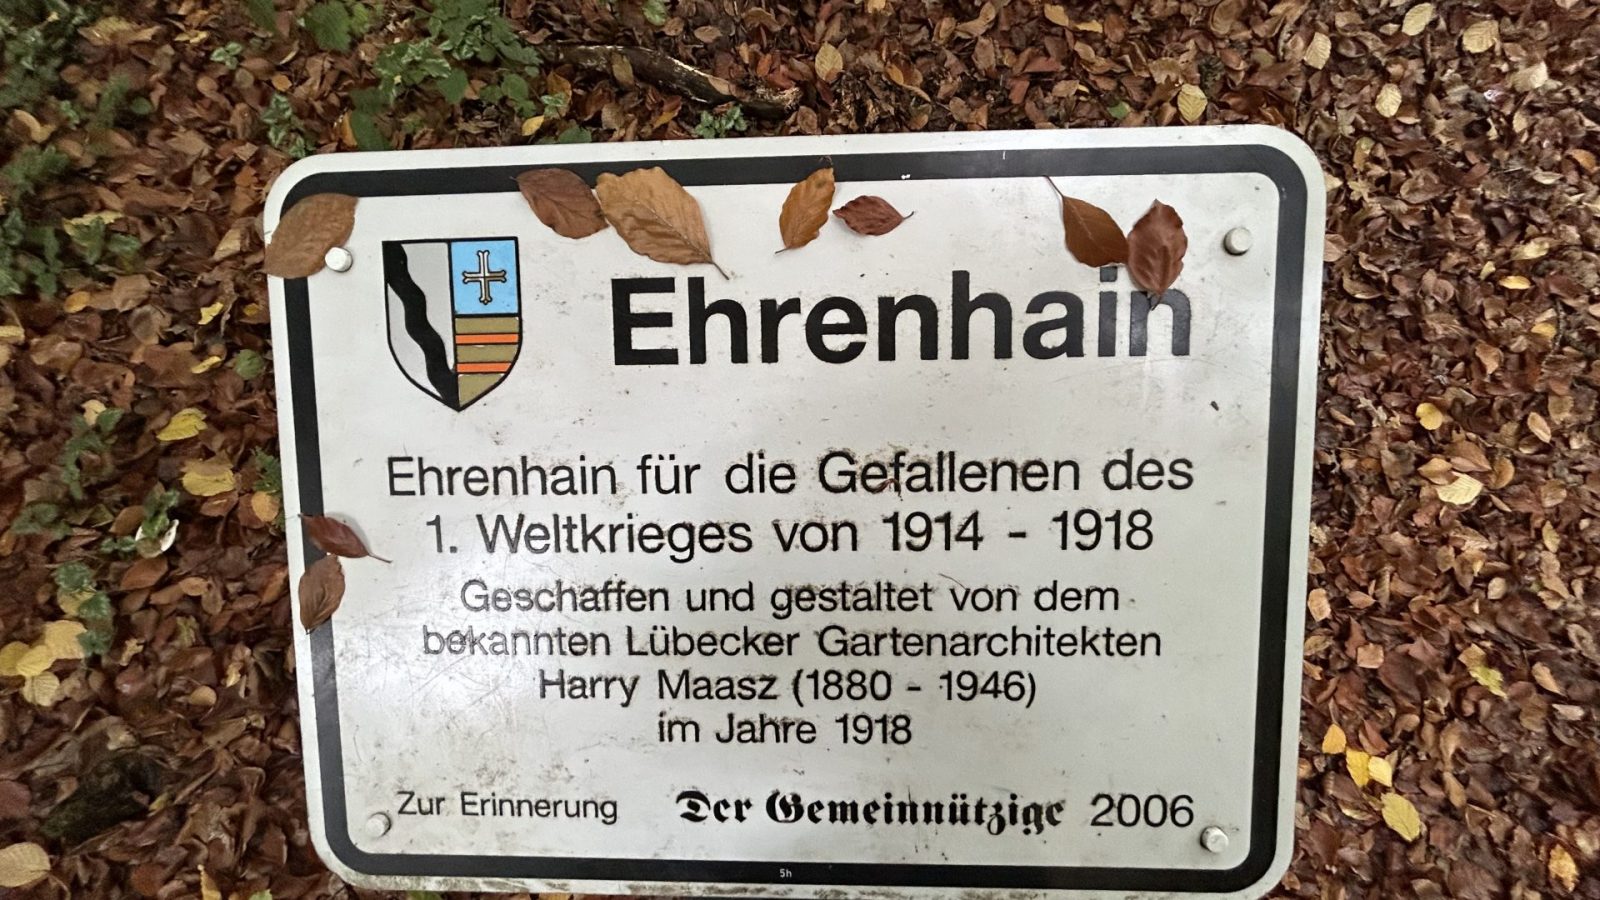 Ehrenhain
Ehrenhain für die Gefallenen des
1. Weltkrieges von 1914 - 1918
Geschaffen und gestaltet von dem
bekannten Lübecker Gartenarchitekten
Harry Maasz (1880 - 1946)
im Jahre 1918
Zur Erinnerung Der Gemeinnützige 2006
5h